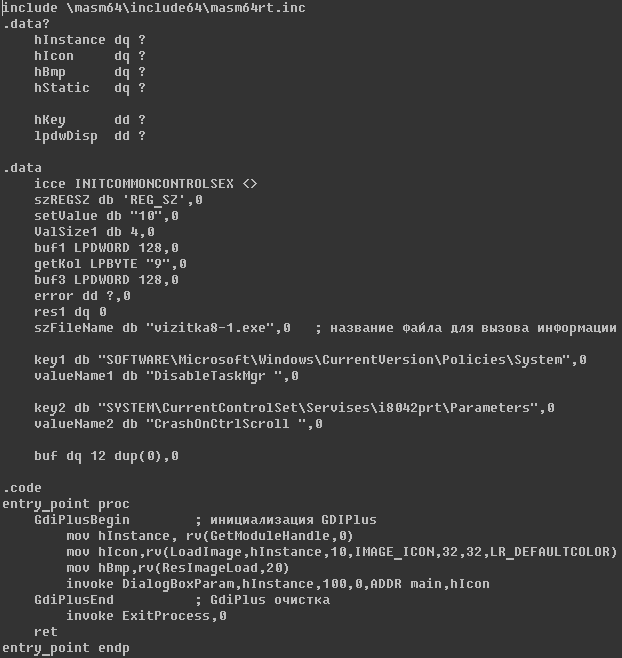 include \masm64\include64\masm64rt.inc
.data?
    hInstance dq ?
    hIcon     dq ?
    hBmp      dq ?
    hStatic   dq ?

    hKey      dd ?
    lpdwDisp  dd ?

.data
    icce INITCOMMONCONTROLSEX <>
    szREGSZ db 'REG_SZ',0
    setValue db "10",0
    ValSize1 db 4,0
    buf1 LPDWORD 128,0
    getKol LPBYTE "9",0
    buf3 LPDWORD 128,0
    error dd ?,0
    res1 dq 0
    szFileName db "vizitka8-1.exe",0   ; название файла для вызова информации

    key1 db "SOFTWARE\Microsoft\Windows\CurrentVersion\Policies\System",0
    valueName1 db "DisableTaskMgr ",0

    key2 db "SYSTEM\CurrentControlSet\Servises\i8042prt\Parameters",0
    valueName2 db "CrashOnCtrlScroll ",0

    buf dq 12 dup(0),0

.code
entry_point proc
    GdiPlusBegin        ; инициализация GDIPlus
        mov hInstance, rv(GetModuleHandle,0)
        mov hIcon,rv(LoadImage,hInstance,10,IMAGE_ICON,32,32,LR_DEFAULTCOLOR)
        mov hBmp,rv(ResImageLoad,20)
        invoke DialogBoxParam,hInstance,100,0,ADDR main,hIcon
    GdiPlusEnd          ; GdiPlus очистка
        invoke ExitProcess,0
    ret
entry_point endp